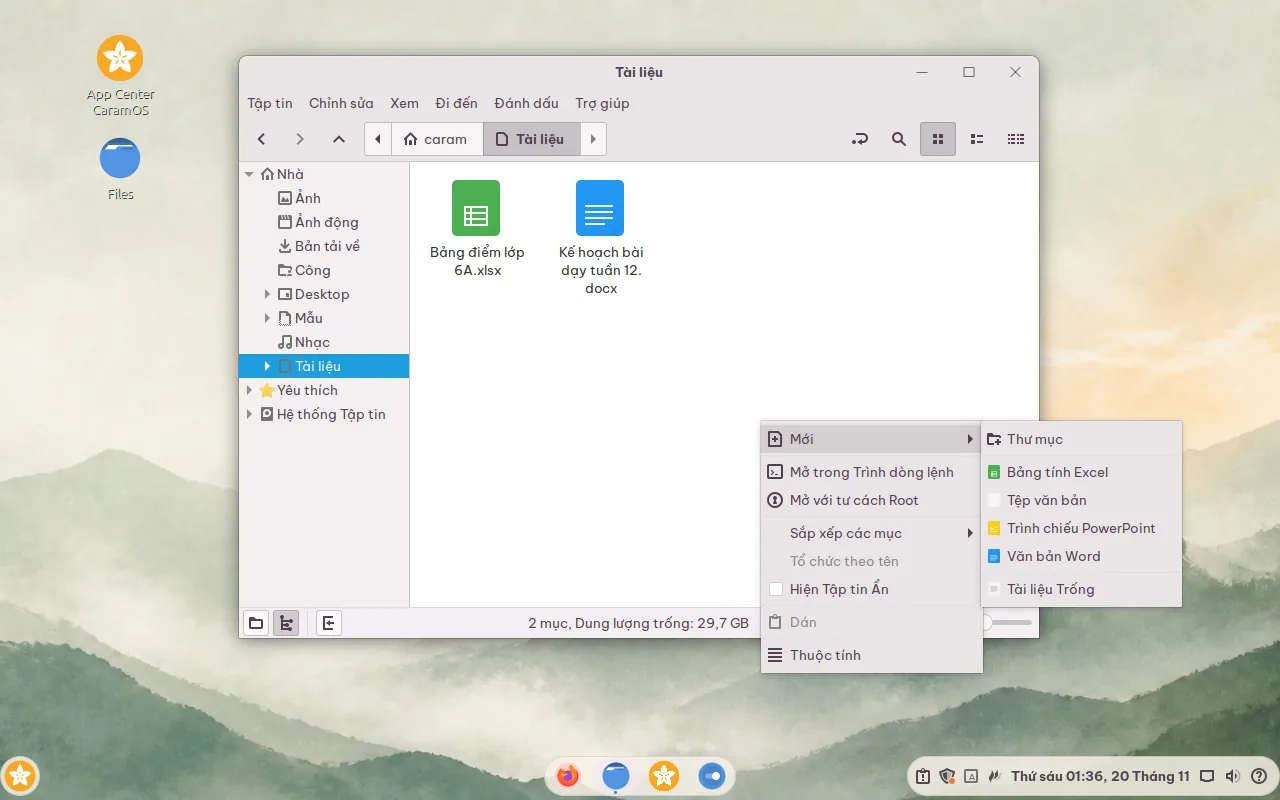 App Center
CaramOS
Files
Tài liệu
Tập tin Chỉnh sửa Xem Đi đến Đánh dấu Trợ giúp
caram Tài liệu
Nhà
Ảnh
Ảnh động
Bản tải về
Công
Desktop
Mẫu
Nhạc
Tài liệu
Yêu thích
Hệ thống Tập tin
Bảng điểm lớp
6A.xlsx
Kế hoạch bài
dạy tuần 12.
docx
Mới
Mở trong Trình dòng lệnh
Mở với tư cách Root
Sắp xếp các mục
Tổ chức theo tên
Hiện Tập tin Ẩn
Dán
Thuộc tính
Thư mục
Bảng tính Excel
Tệp văn bản
Trình chiếu PowerPoint
Văn bản Word
Tài liệu Trống
2 mục, Dung lượng trống: 29,7 GB
A
Thứ sáu 01:36, 20 Tháng 11